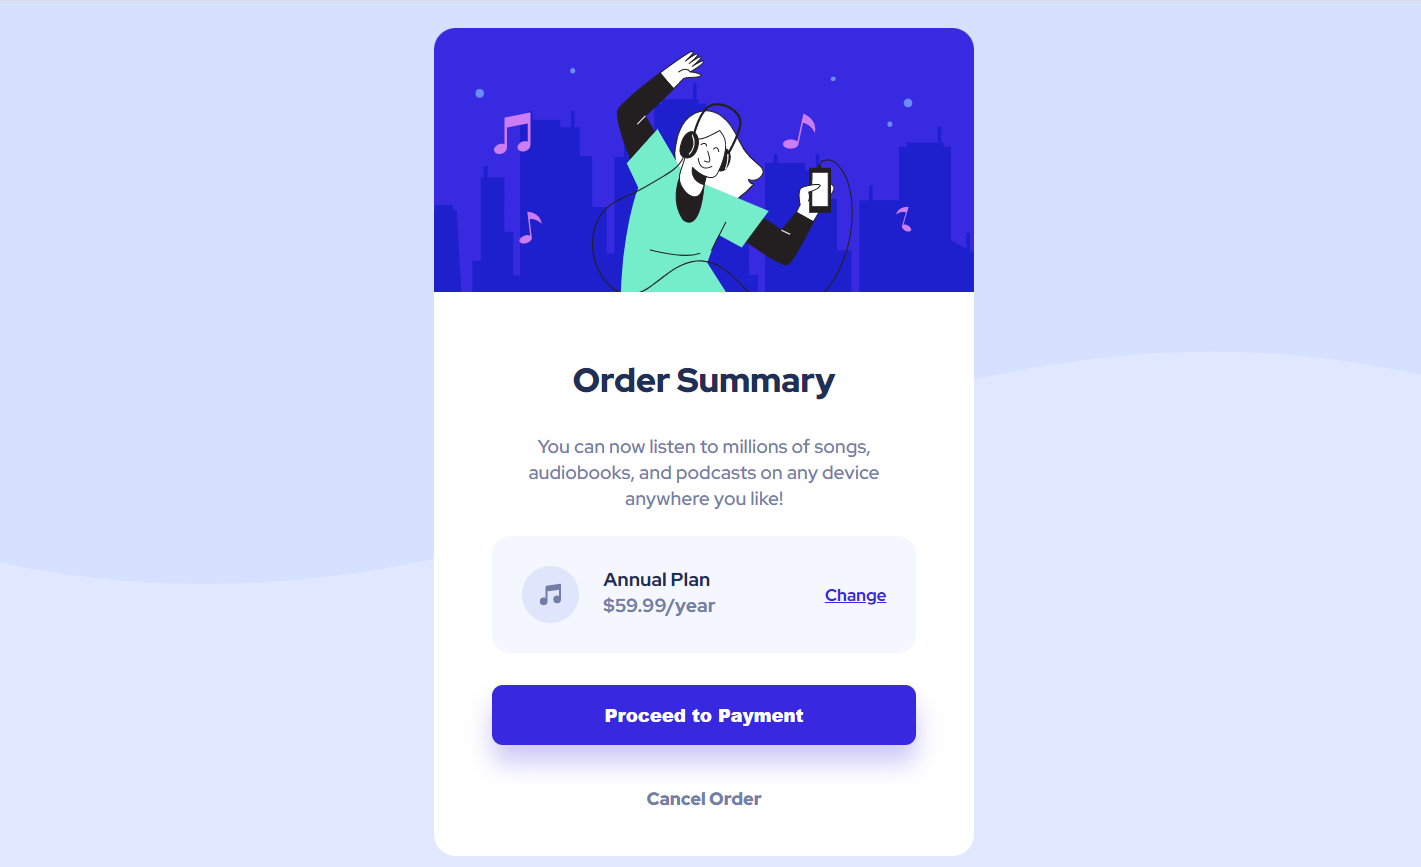 Order Summary
You can now listen to millions of songs,
audiobooks, and podcasts on any device
anywhere you like!
Annual Plan
$59.99/year
Change
Proceed to Payment
Cancel Order